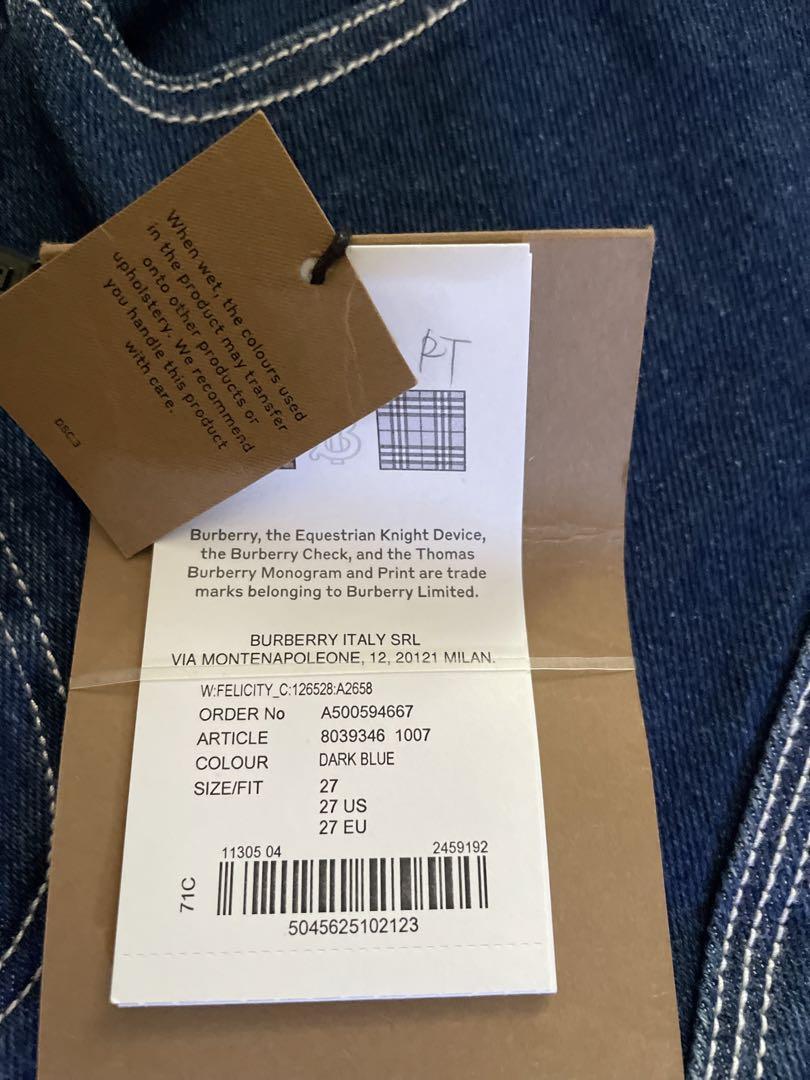 When wet, the colours used
in the product may transfer
onto other products or
upholstery. We recommend
you handle this product
with care.
DSC.3
PT
Burberry, the Equestrian Knight Device,
the Burberry Check, and the Thomas
Burberry Monogram and Print are trade
marks belonging to Burberry Limited.
BURBERRY ITALY SRL
VIA MONTENAPOLEONE, 12, 20121 MILAN.
W:FELICITY_C:126528:A2658
ORDER No A500594667
ARTICLE 8039346 1007
COLOUR DARK BLUE
SIZE/FIT 27
27 US
27 EU
11305 04 2459192
71C
5045625102123